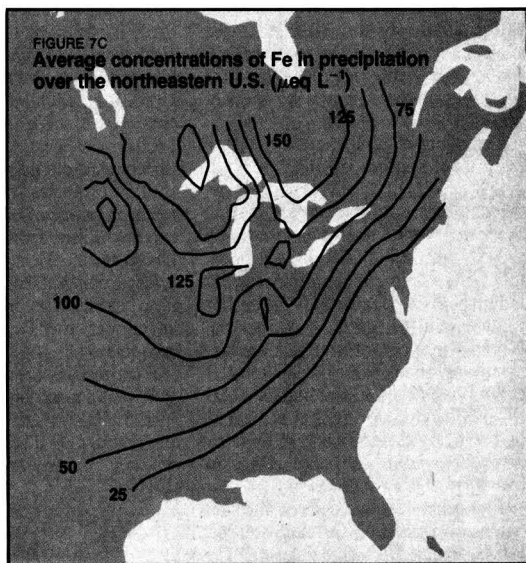 FIGURE 7C
Average concentrations of Fe in precipitation
over the northeastern U.S. (μeq L⁻¹)
125
75
150
125
100
50
25